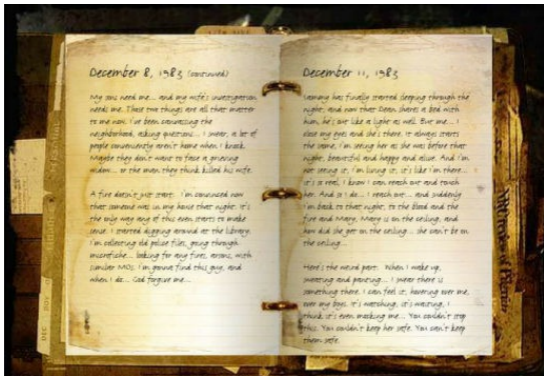 December 8, 1983 (continued)
My sons need me... and my wife's investigation
needs me. Those two things are all that matter
to me now. I've been canvassing the
neighborhood, asking questions... I swear, a lot of
people conveniently aren't home when I knock.
Maybe they don't want to face a grieving
widow... or the man they think killed his wife.
A fire doesn't just start. I'm convinced now
that someone was in my house that night. It's
the only way any of this even starts to make
sense. I started digging around at the library.
I'm collecting old police files, going through
microfiche... looking for any fires, arsons, with
similar MOs. I'm gonna find this guy, and
when I do... God forgive me...
December 11, 1983
Sammy has finally started sleeping through the
night, and now that Dean shares a bed with
him, he's out like a light as well. But me... I
close my eyes and she's there. It always starts
the same, I'm seeing her as she was before that
night, beautiful and happy and alive. And I'm
not seeing it, I'm living it, it's like I'm there...
it's so real, I know I can reach out and touch
her. And so I do... I reach out... and suddenly
I'm back to that night, to the blood and the
fire and Mary, Mary is on the ceiling, and
how did she get on the ceiling... she can't be on
the ceiling...
Here's the weird part. When I wake up,
sweating and panting... I swear there is
something there. I can feel it, hovering over me,
over my boys. It's watching, it's waiting, I
think it's even mocking me... You couldn't stop
this. You couldn't keep her safe. You can't keep
them safe.